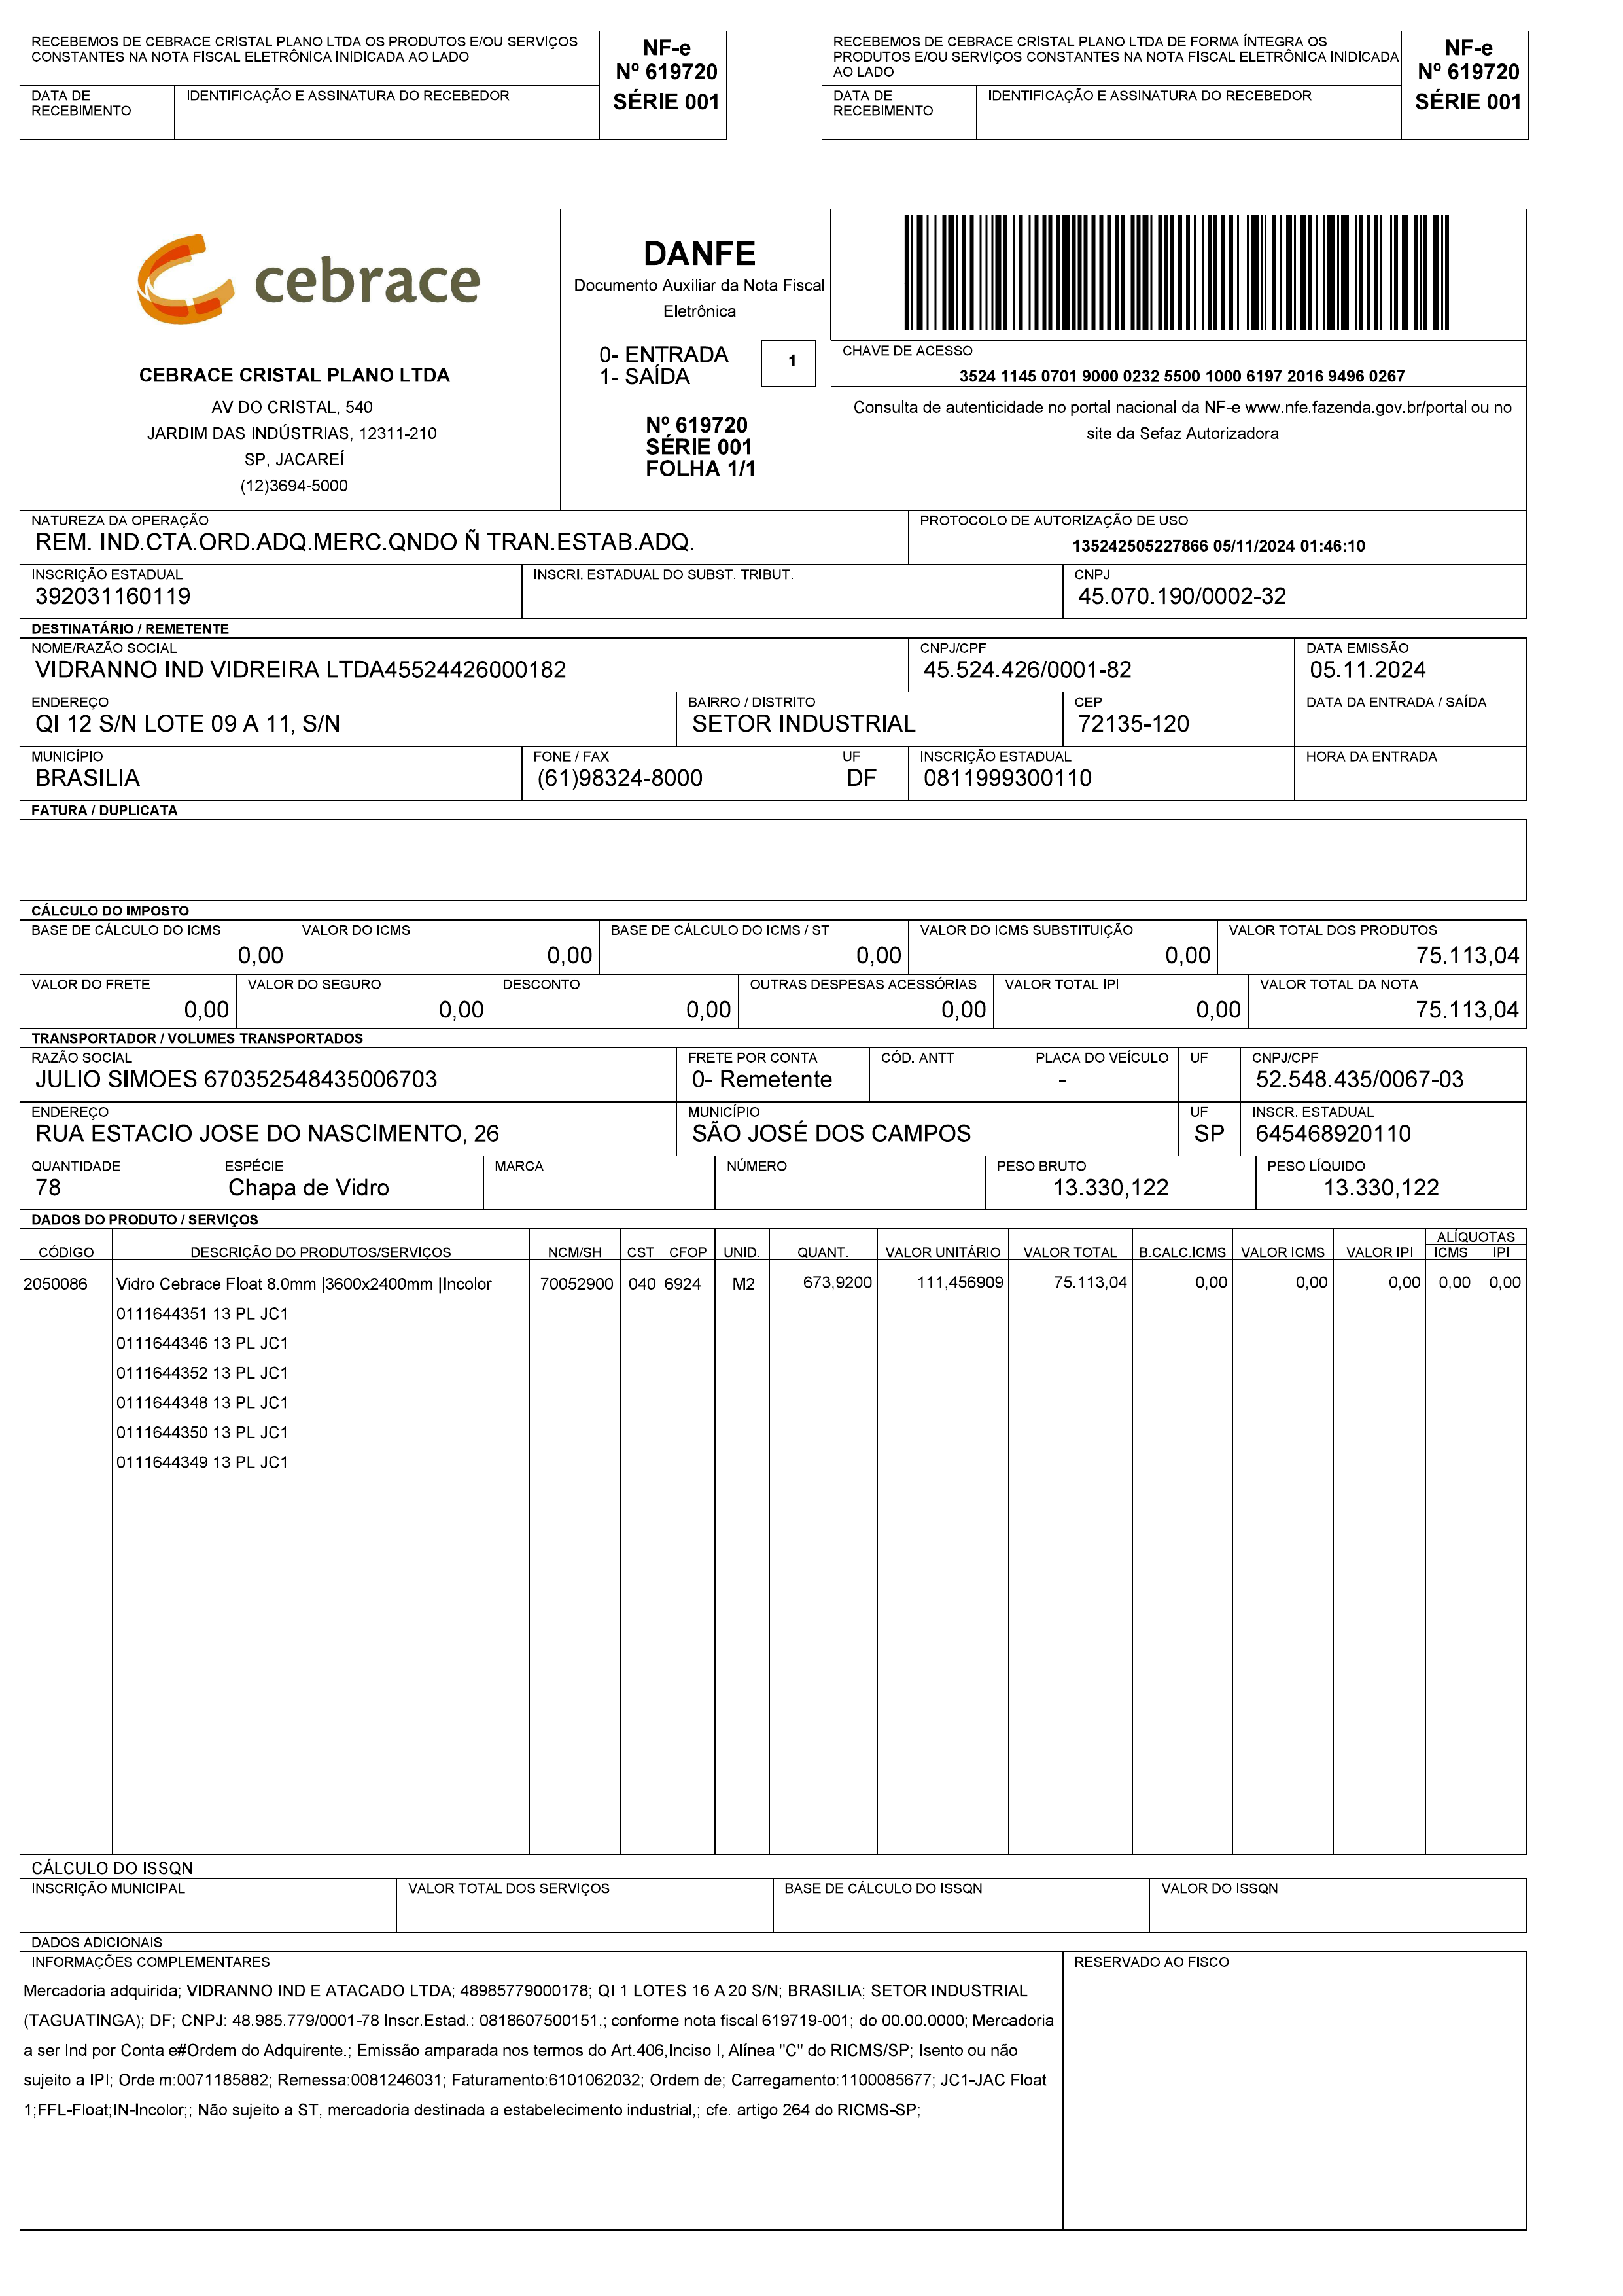 RECEBEMOS DE CEBRACE CRISTAL PLANO LTDA OS PRODUTOS E/OU SERVIÇOS
CONSTANTES NA NOTA FISCAL ELETRÔNICA INIDICADA AO LADO
NF-e
Nº 619720
SÉRIE 001
DATA DE
RECEBIMENTO
IDENTIFICAÇÃO E ASSINATURA DO RECEBEDOR
RECEBEMOS DE CEBRACE CRISTAL PLANO LTDA DE FORMA ÍNTEGRA OS
PRODUTOS E/OU SERVIÇOS CONSTANTES NA NOTA FISCAL ELETRÔNICA INIDICADA
AO LADO
NF-e
Nº 619720
SÉRIE 001
DATA DE
RECEBIMENTO
IDENTIFICAÇÃO E ASSINATURA DO RECEBEDOR
cebrace
CEBRACE CRISTAL PLANO LTDA
AV DO CRISTAL, 540
JARDIM DAS INDÚSTRIAS, 12311-210
SP, JACAREÍ
(12)3694-5000
DANFE
Documento Auxiliar da Nota Fiscal
Eletrônica
0- ENTRADA
1- SAÍDA
1
Nº 619720
SÉRIE 001
FOLHA 1/1
CHAVE DE ACESSO
3524 1145 0701 9000 0232 5500 1000 6197 2016 9496 0267
Consulta de autenticidade no portal nacional da NF-e www.nfe.fazenda.gov.br/portal ou no
site da Sefaz Autorizadora
NATUREZA DA OPERAÇÃO
REM. IND.CTA.ORD.ADQ.MERC.QNDO Ñ TRAN.ESTAB.ADQ.
PROTOCOLO DE AUTORIZAÇÃO DE USO
135242505227866 05/11/2024 01:46:10
INSCRIÇÃO ESTADUAL
392031160119
INSCRI. ESTADUAL DO SUBST. TRIBUT.
CNPJ
45.070.190/0002-32
DESTINATÁRIO / REMETENTE
NOME/RAZÃO SOCIAL
VIDRANNO IND VIDREIRA LTDA45524426000182
CNPJ/CPF
45.524.426/0001-82
DATA EMISSÃO
05.11.2024
ENDEREÇO
QI 12 S/N LOTE 09 A 11, S/N
BAIRRO / DISTRITO
SETOR INDUSTRIAL
CEP
72135-120
DATA DA ENTRADA / SAÍDA
MUNICÍPIO
BRASILIA
FONE / FAX
(61)98324-8000
UF
DF
INSCRIÇÃO ESTADUAL
0811999300110
HORA DA ENTRADA
FATURA / DUPLICATA
CÁLCULO DO IMPOSTO
BASE DE CÁLCULO DO ICMS
0,00
VALOR DO ICMS
0,00
BASE DE CÁLCULO DO ICMS / ST
0,00
VALOR DO ICMS SUBSTITUIÇÃO
0,00
VALOR TOTAL DOS PRODUTOS
75.113,04
VALOR DO FRETE
0,00
VALOR DO SEGURO
0,00
DESCONTO
0,00
OUTRAS DESPESAS ACESSÓRIAS
0,00
VALOR TOTAL IPI
0,00
VALOR TOTAL DA NOTA
75.113,04
TRANSPORTADOR / VOLUMES TRANSPORTADOS
RAZÃO SOCIAL
JULIO SIMOES 670352548435006703
FRETE POR CONTA
0- Remetente
CÓD. ANTT
PLACA DO VEÍCULO
-
UF
CNPJ/CPF
52.548.435/0067-03
ENDEREÇO
RUA ESTACIO JOSE DO NASCIMENTO, 26
MUNICÍPIO
SÃO JOSÉ DOS CAMPOS
UF
SP
INSCR. ESTADUAL
645468920110
QUANTIDADE
78
ESPÉCIE
Chapa de Vidro
MARCA
NÚMERO
PESO BRUTO
13.330,122
PESO LÍQUIDO
13.330,122
DADOS DO PRODUTO / SERVIÇOS
CÓDIGO DESCRIÇÃO DO PRODUTOS/SERVIÇOS NCM/SH CST CFOP UNID. QUANT. VALOR UNITÁRIO VALOR TOTAL B.CALC.ICMS VALOR ICMS VALOR IPI ALÍQUOTAS ICMS IPI
2050086 Vidro Cebrace Float 8.0mm |3600x2400mm |Incolor 70052900 040 6924 M2 673,9200 111,456909 75.113,04 0,00 0,00 0,00 0,00 0,00
0111644351 13 PL JC1
0111644346 13 PL JC1
0111644352 13 PL JC1
0111644348 13 PL JC1
0111644350 13 PL JC1
0111644349 13 PL JC1
CÁLCULO DO ISSQN
INSCRIÇÃO MUNICIPAL
VALOR TOTAL DOS SERVIÇOS
BASE DE CÁLCULO DO ISSQN
VALOR DO ISSQN
DADOS ADICIONAIS
INFORMAÇÕES COMPLEMENTARES
RESERVADO AO FISCO
Mercadoria adquirida; VIDRANNO IND E ATACADO LTDA; 48985779000178; QI 1 LOTES 16 A 20 S/N; BRASILIA; SETOR INDUSTRIAL
(TAGUATINGA); DF; CNPJ: 48.985.779/0001-78 Inscr.Estad.: 0818607500151,; conforme nota fiscal 619719-001; do 00.00.0000; Mercadoria
a ser Ind por Conta e#Ordem do Adquirente.; Emissão amparada nos termos do Art.406,Inciso I, Alínea "C" do RICMS/SP; Isento ou não
sujeito a IPI; Orde m:0071185882; Remessa:0081246031; Faturamento:6101062032; Ordem de; Carregamento:1100085677; JC1-JAC Float
1;FFL-Float;IN-Incolor;; Não sujeito a ST, mercadoria destinada a estabelecimento industrial,; cfe. artigo 264 do RICMS-SP;